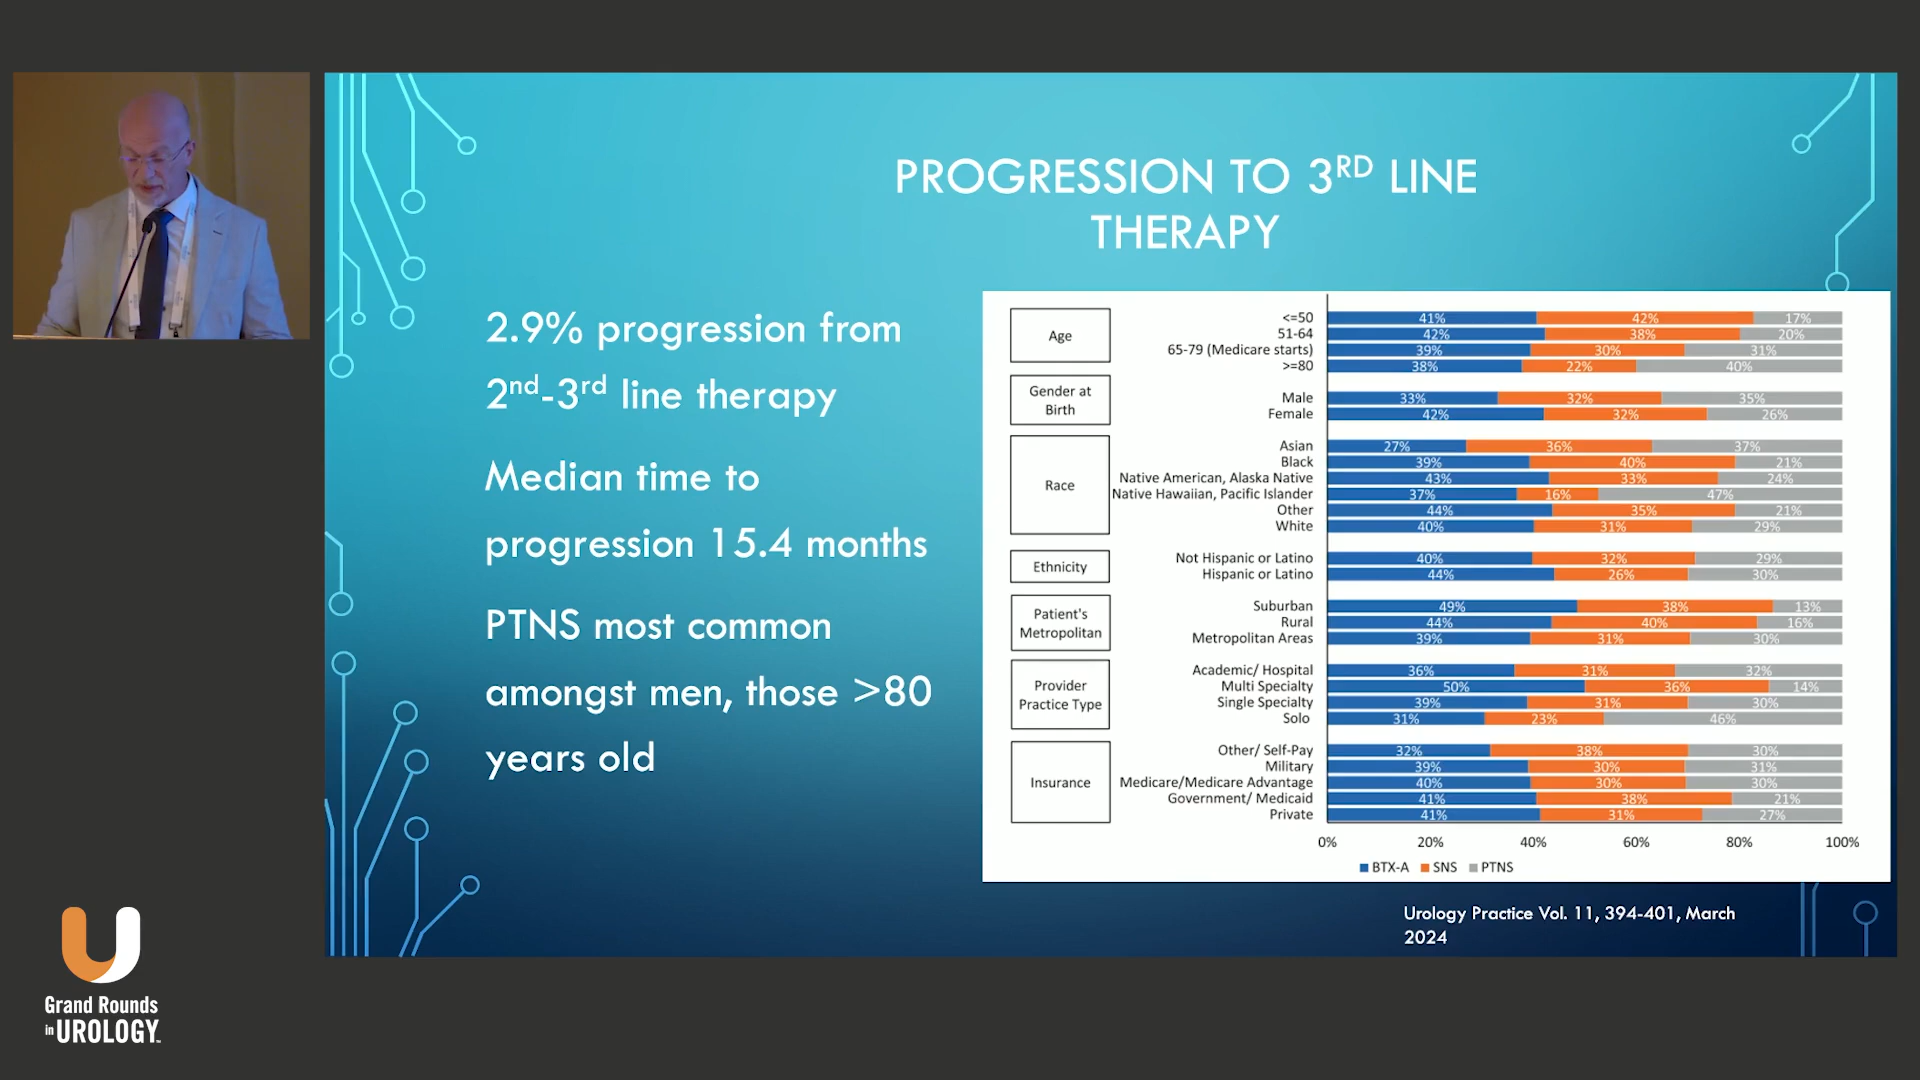 PROGRESSION TO 3RD LINE
THERAPY
2.9% progression from
2nd-3rd line therapy
Median time to
progression 15.4 months
PTNS most common
amongst men, those >80
years old
Age
<=50 41% 42% 17%
51-64 42% 38% 20%
65-79 (Medicare starts) 39% 30% 31%
>=80 38% 22% 40%
Gender at
Birth
Male 33% 32% 35%
Female 42% 32% 26%
Race
Asian 27% 36% 37%
Black 39% 40% 21%
Native American, Alaska Native 43% 33% 24%
Native Hawaiian, Pacific Islander 37% 16% 47%
Other 44% 35% 21%
White 40% 31% 29%
Ethnicity
Not Hispanic or Latino 40% 32% 29%
Hispanic or Latino 44% 26% 30%
Patient's
Metropolitan
Suburban 49% 38% 13%
Rural 44% 40% 16%
Metropolitan Areas 39% 31% 30%
Provider
Practice Type
Academic/ Hospital 36% 31% 32%
Multi Specialty 50% 36% 14%
Single Specialty 39% 31% 30%
Solo 31% 23% 46%
Insurance
Other/ Self-Pay 32% 38% 30%
Military 39% 30% 31%
Medicare/Medicare Advantage 40% 30% 30%
Government/ Medicaid 41% 38% 21%
Private 41% 31% 27%
0% 20% 40% 60% 80% 100%
BTX-A SNS PTNS
Urology Practice Vol. 11, 394-401, March
2024
Grand Rounds
in UROLOGY